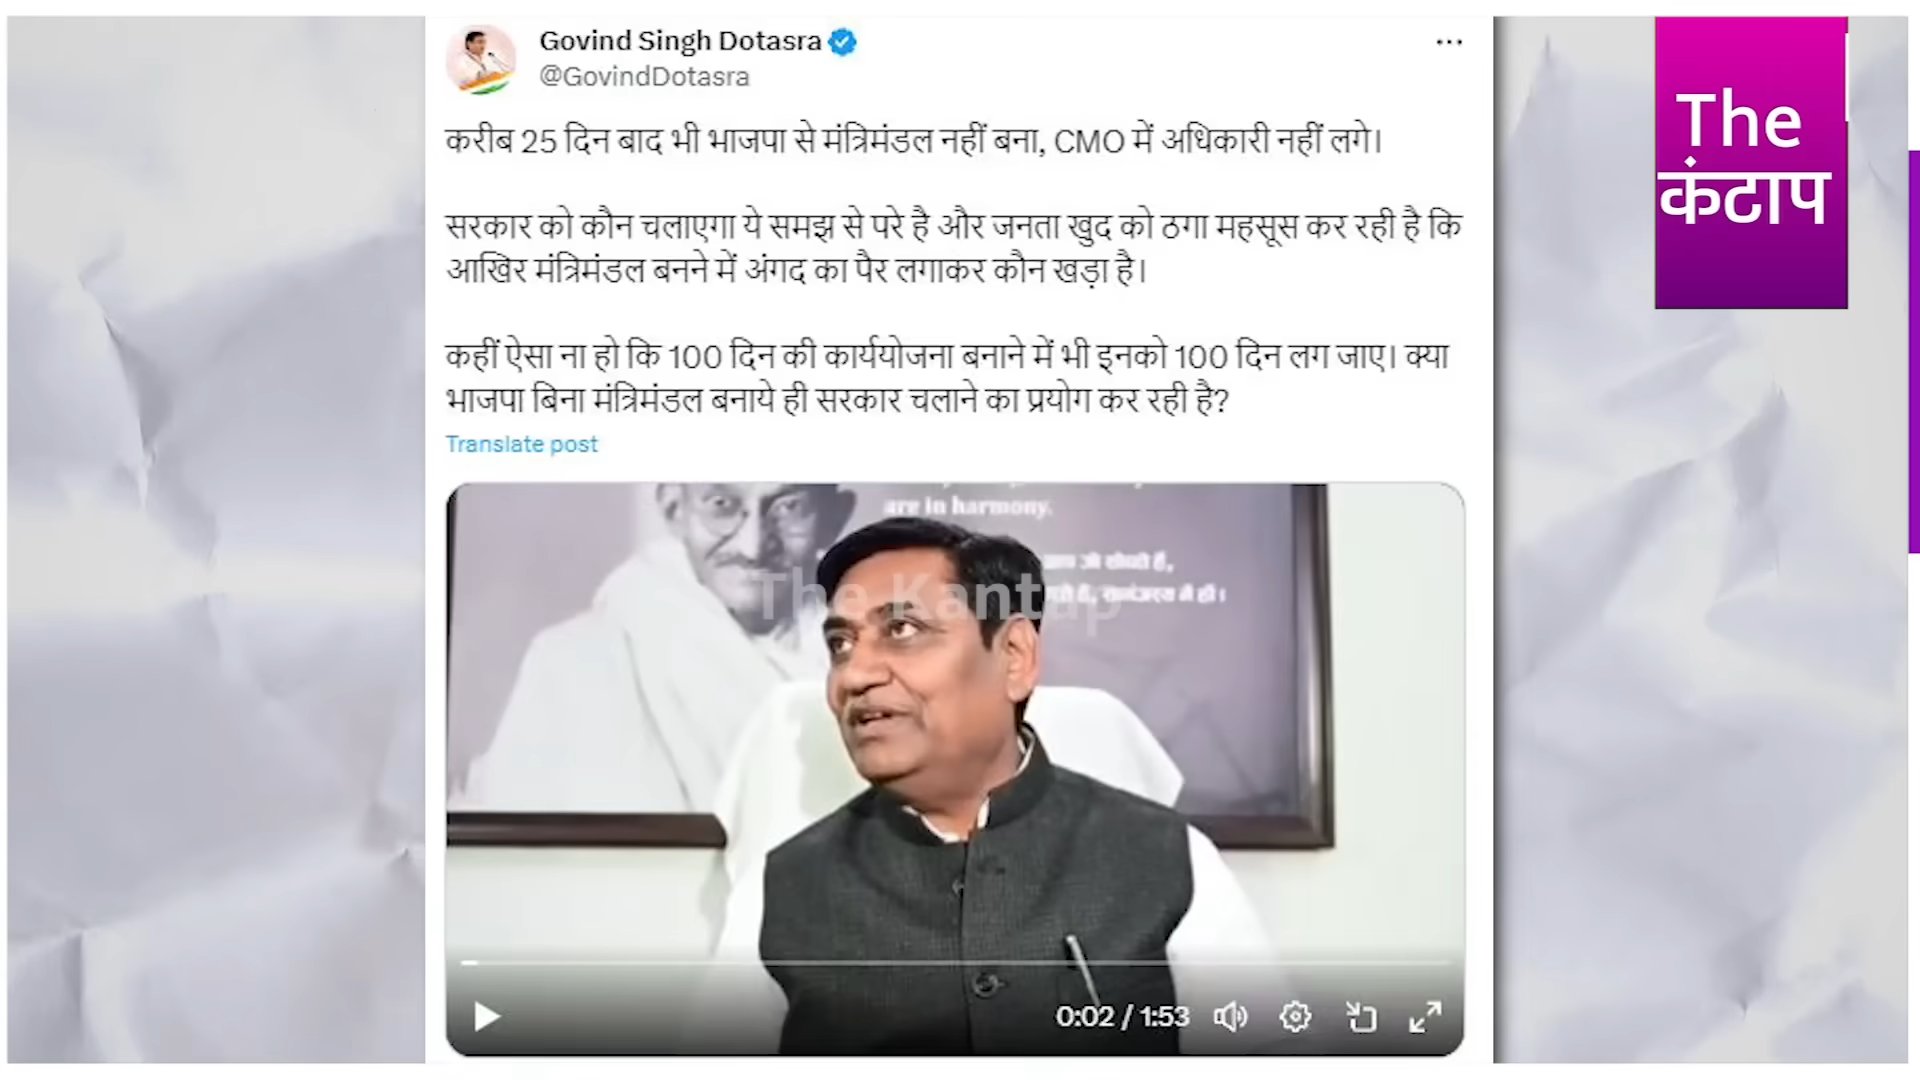 Govind Singh Dotasra
@GovindDotasra
The
कंटाप
करीब 25 दिन बाद भी भाजपा से मंत्रिमंडल नहीं बना, CMO में अधिकारी नहीं लगे।
सरकार को कौन चलाएगा ये समझ से परे है और जनता खुद को ठगा महसूस कर रही है कि
आखिर मंत्रिमंडल बनने में अंगद का पैर लगाकर कौन खड़ा है।
कहीं ऐसा ना हो कि 100 दिन की कार्ययोजना बनाने में भी इनको 100 दिन लग जाए। क्या
भाजपा बिना मंत्रिमंडल बनाये ही सरकार चलाने का प्रयोग कर रही है?
Translate post
are in harmony.
The Kantap
0:02 / 1:53